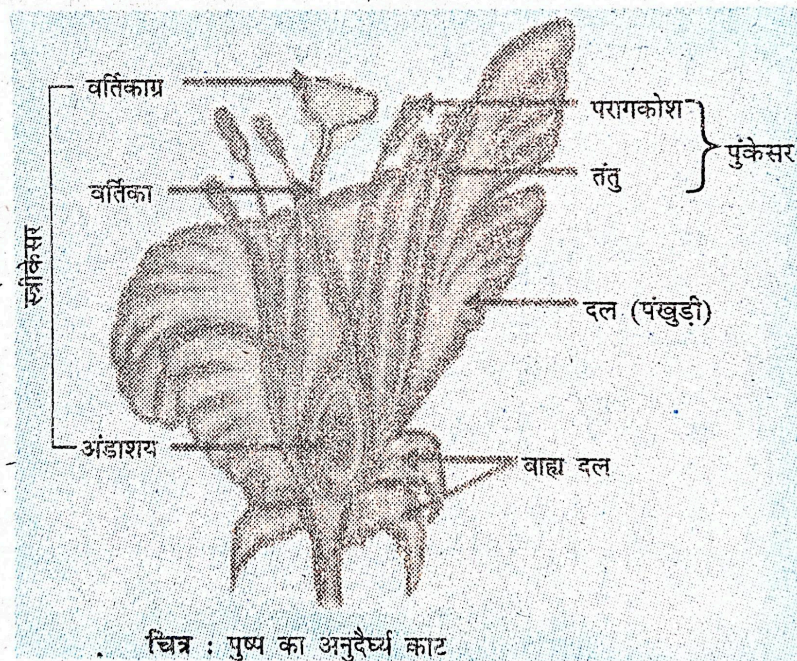 वर्तिकाग्र
परागकोश
पुंकेसर
वर्तिका
तंतु
स्त्रीकेसर
दल (पंखुड़ी)
अंडाशय
बाह्य दल
चित्र : पुष्प का अनुदैर्घ्य काट